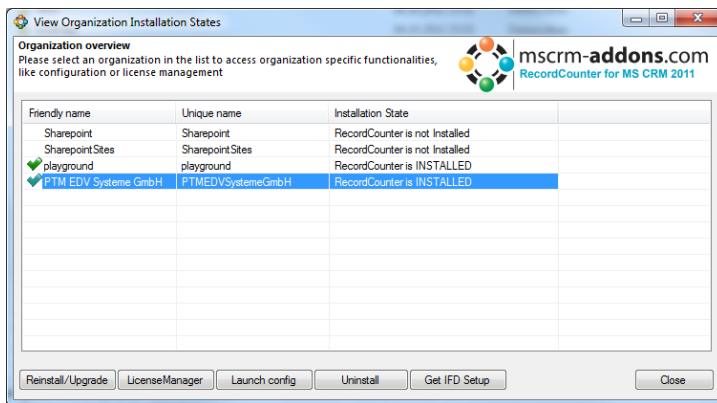 View Organization Installation States
Organization overview
Please select an organization in the list to access organization specific functionalities,
like configuration or license management
mscrm-addons.com
RecordCounter for MS CRM 2011
Friendly name Unique name Installation State
Sharepoint Sharepoint RecordCounter is not Installed
SharepointSites SharepointSites RecordCounter is not Installed
playground playground RecordCounter is INSTALLED
PTM EDV Systeme GmbH PTMEDVSystemeGmbH RecordCounter is INSTALLED
Reinstall/Upgrade LicenseManager Launch config Uninstall Get IFD Setup Close